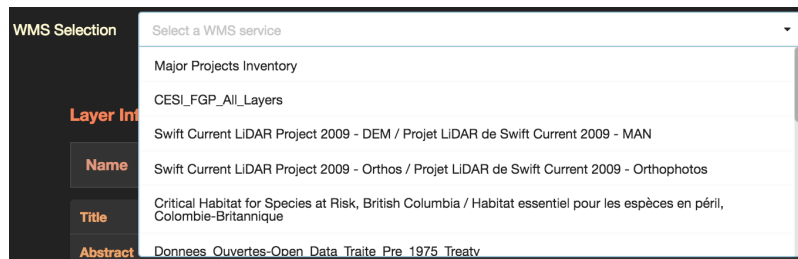 WMS Selection
Select a WMS service
Major Projects Inventory
CESI_FGP_All_Layers
Layer Inf
Swift Current LiDAR Project 2009 - DEM / Projet LiDAR de Swift Current 2009 - MAN
Name
Swift Current LiDAR Project 2009 - Orthos / Projet LiDAR de Swift Current 2009 - Orthophotos
Critical Habitat for Species at Risk, British Columbia / Habitat essentiel pour les espèces en péril,
Colombie-Britannique
Title
Abstract
Donnees_Ouvertes-Open_Data_Traite_Pre_1975_Treaty